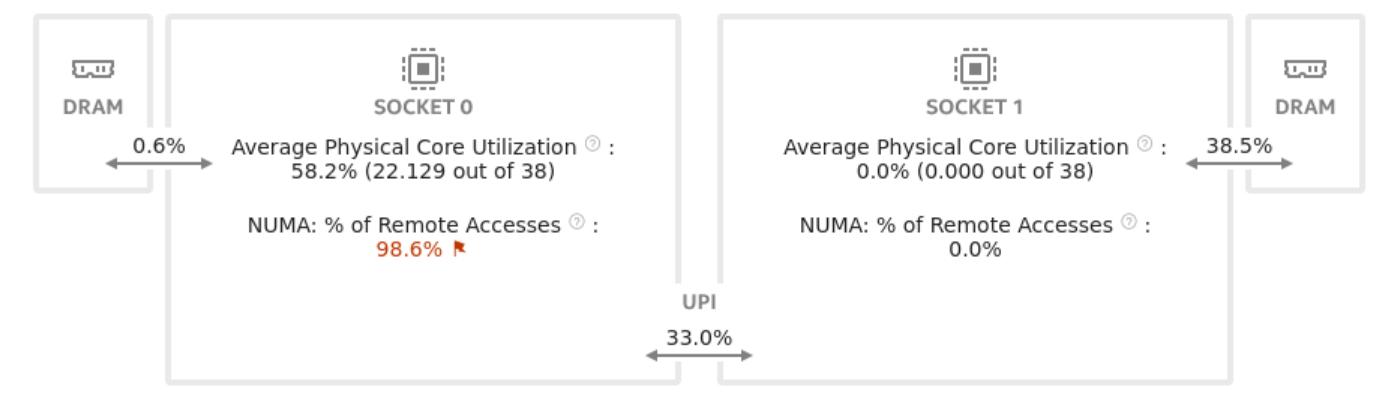 DRAM
0.6%
SOCKET 0
Average Physical Core Utilization ? :
58.2% (22.129 out of 38)
NUMA: % of Remote Accesses ? :
98.6%
UPI
33.0%
SOCKET 1
Average Physical Core Utilization ? :
0.0% (0.000 out of 38)
NUMA: % of Remote Accesses ? :
0.0%
DRAM
38.5%